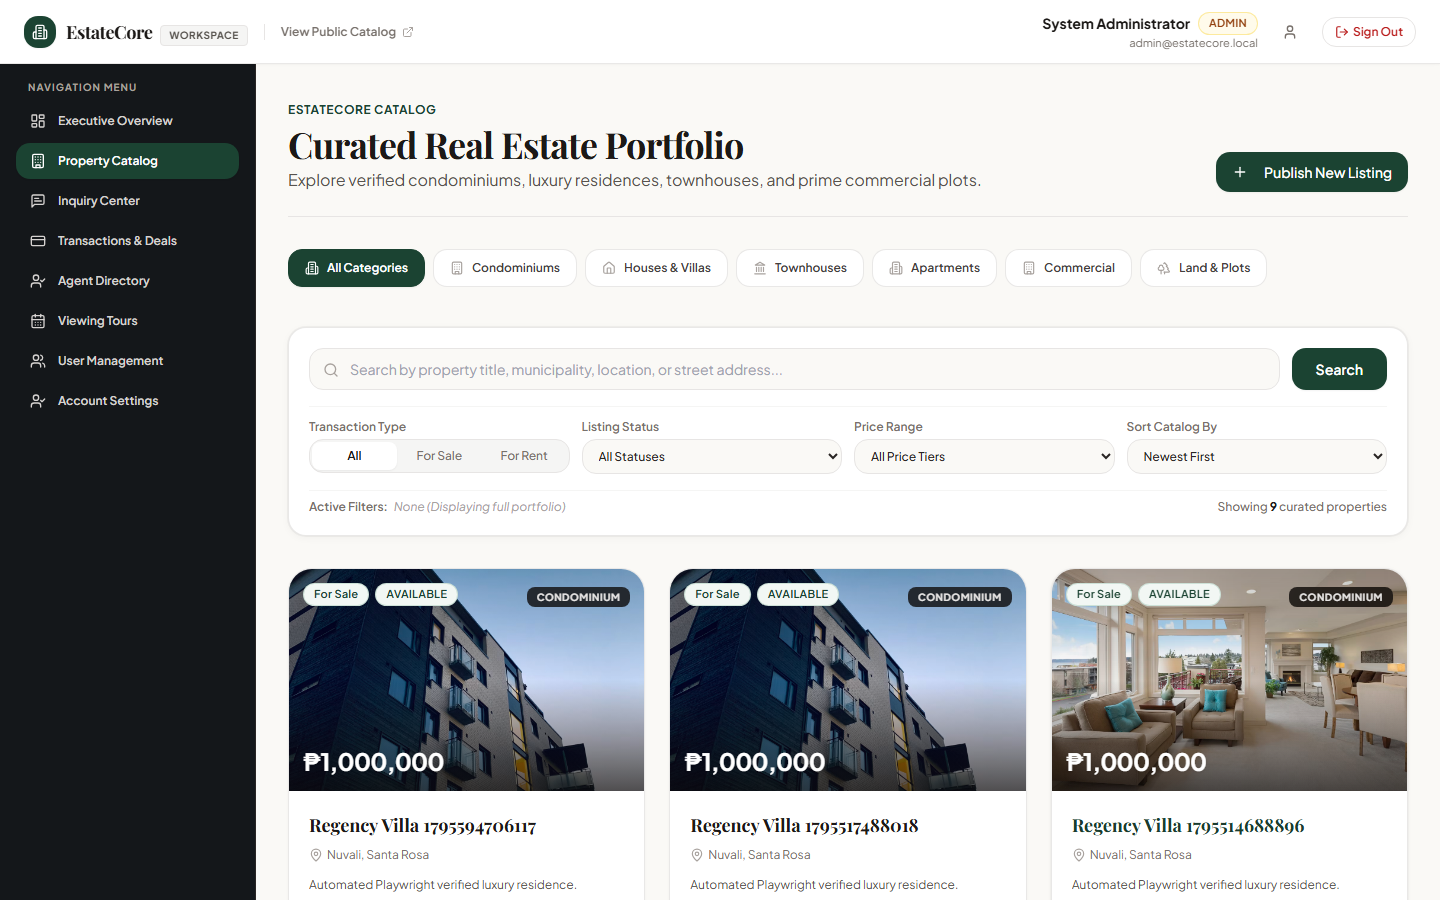 EstateCore
WORKSPACE
View Public Catalog
System Administrator
ADMIN
admin@estatecore.local
Sign Out
NAVIGATION MENU
Executive Overview
Property Catalog
Inquiry Center
Transactions & Deals
Agent Directory
Viewing Tours
User Management
Account Settings
ESTATECORE CATALOG
Curated Real Estate Portfolio
Explore verified condominiums, luxury residences, townhouses, and prime commercial plots.
Publish New Listing
All Categories
Condominiums
Houses & Villas
Townhouses
Apartments
Commercial
Land & Plots
Search by property title, municipality, location, or street address...
Search
Transaction Type
All
For Sale
For Rent
Listing Status
All Statuses
Price Range
All Price Tiers
Sort Catalog By
Newest First
Active Filters: None (Displaying full portfolio)
Showing 9 curated properties
For Sale
AVAILABLE
CONDOMINIUM
₱1,000,000
Regency Villa 1795594706117
Nuvali, Santa Rosa
Automated Playwright verified luxury residence.
For Sale
AVAILABLE
CONDOMINIUM
₱1,000,000
Regency Villa 1795517488018
Nuvali, Santa Rosa
Automated Playwright verified luxury residence.
For Sale
AVAILABLE
CONDOMINIUM
₱1,000,000
Regency Villa 1795514688896
Nuvali, Santa Rosa
Automated Playwright verified luxury residence.